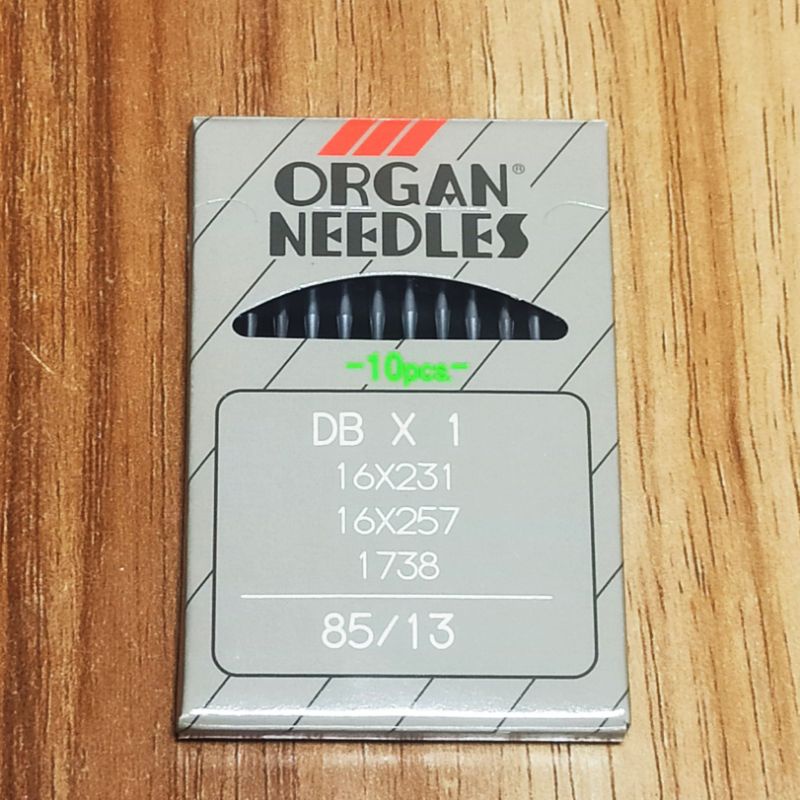 ORGAN®
NEEDLES
-10pcs.-
DB X 1
16X231
16X257
1738
85/13